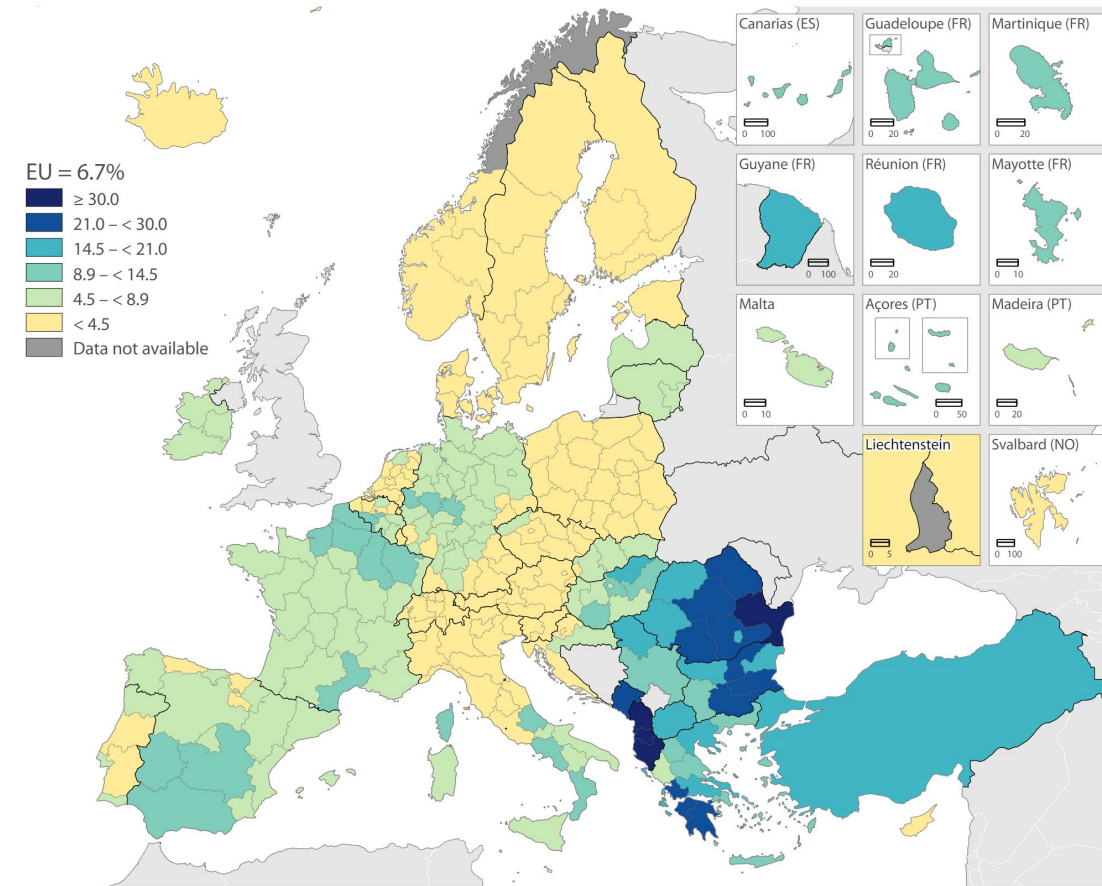 EU = 6.7%
≥ 30.0
21.0 – < 30.0
14.5 – < 21.0
8.9 – < 14.5
4.5 – < 8.9
< 4.5
Data not available
Canarias (ES)
0 100
Guadeloupe (FR)
0 20
Martinique (FR)
0 20
Guyane (FR)
0 100
Réunion (FR)
0 20
Mayotte (FR)
0 10
Malta
0 10
Açores (PT)
0 50
Madeira (PT)
0 20
Liechtenstein
0 5
Svalbard (NO)
0 100